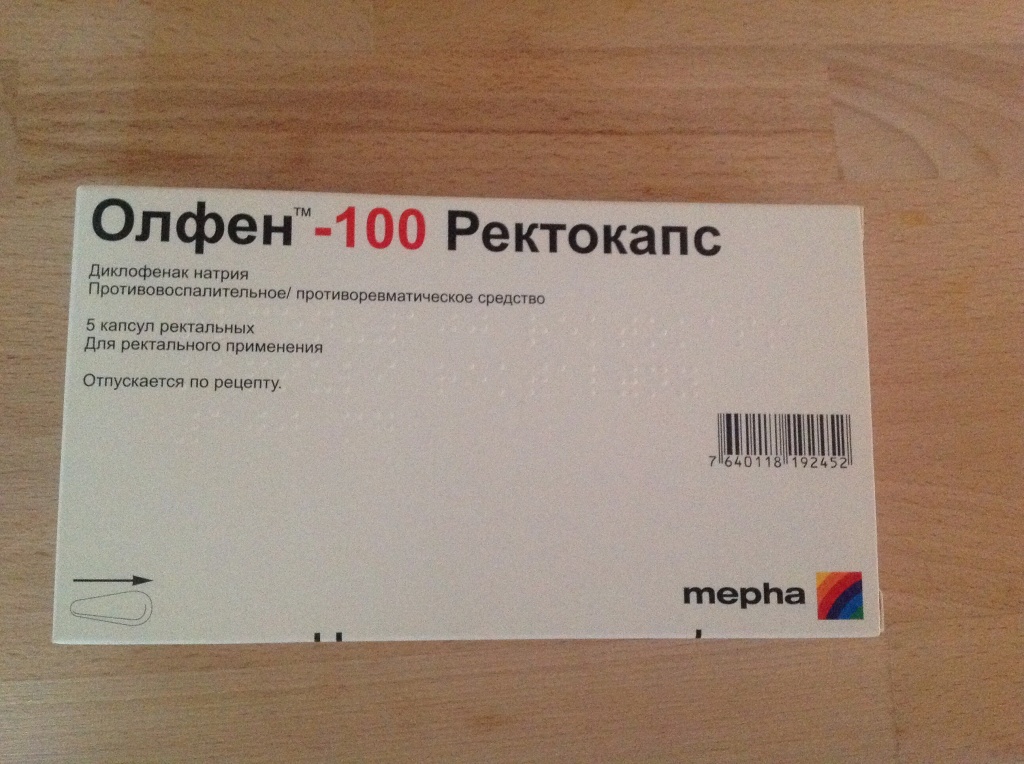 Олфен™-100 Ректокапс
Диклофенак натрия
Противовоспалительное/ противоревматическое средство
5 капсул ректальных
Для ректального применения
Отпускается по рецепту.
7 640118 192452
mepha